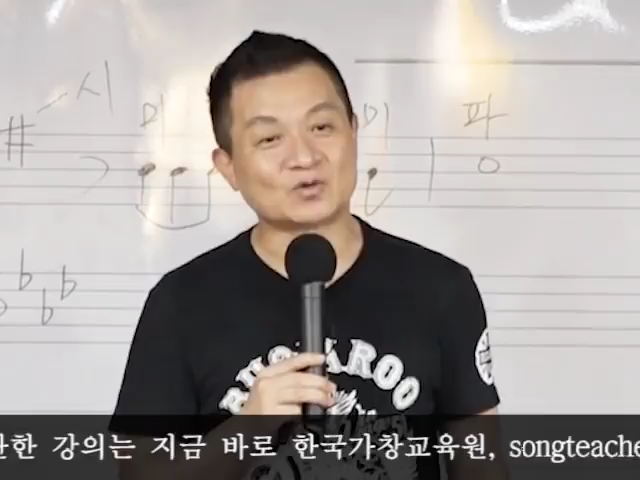 시
미
미
파
BUCKAROO
한 강의는 지금 바로 한국가창교육원, songteache